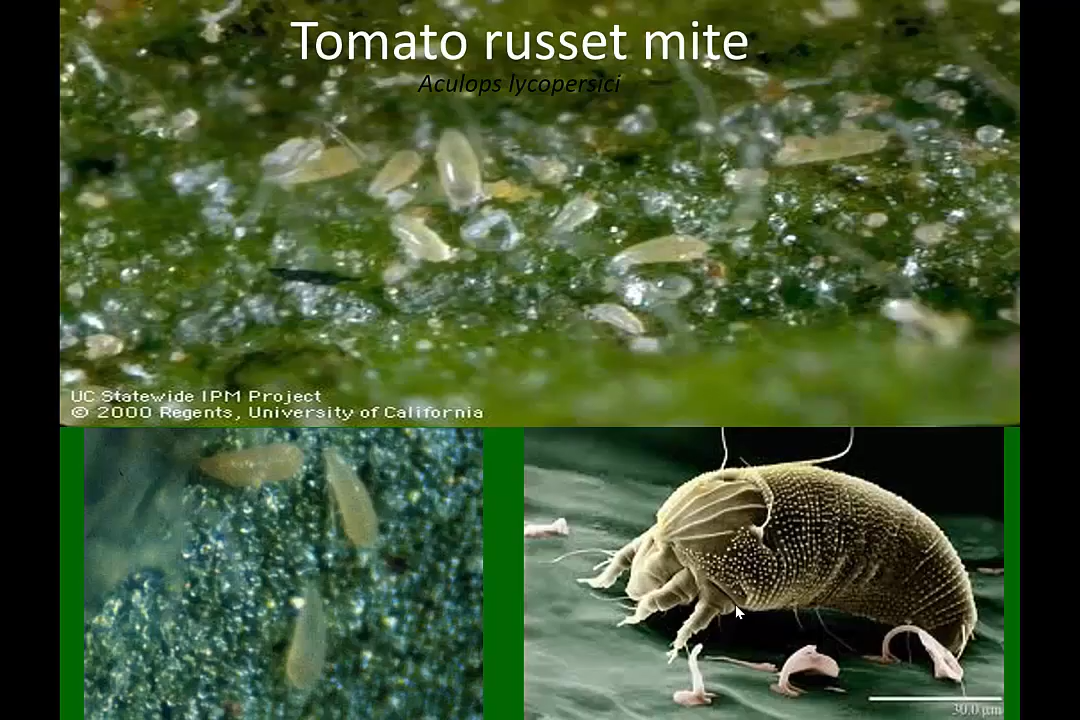 Tomato russet mite
Aculops lycopersici
UC Statewide IPM Project
© 2000 Regents, University of California
30.0 µm